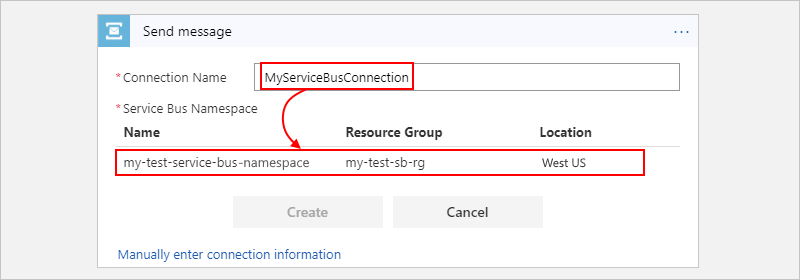 Send message
...
*Connection Name MyServiceBusConnection
*Service Bus Namespace
Name Resource Group Location
my-test-service-bus-namespace my-test-sb-rg West US
Create Cancel
Manually enter connection information